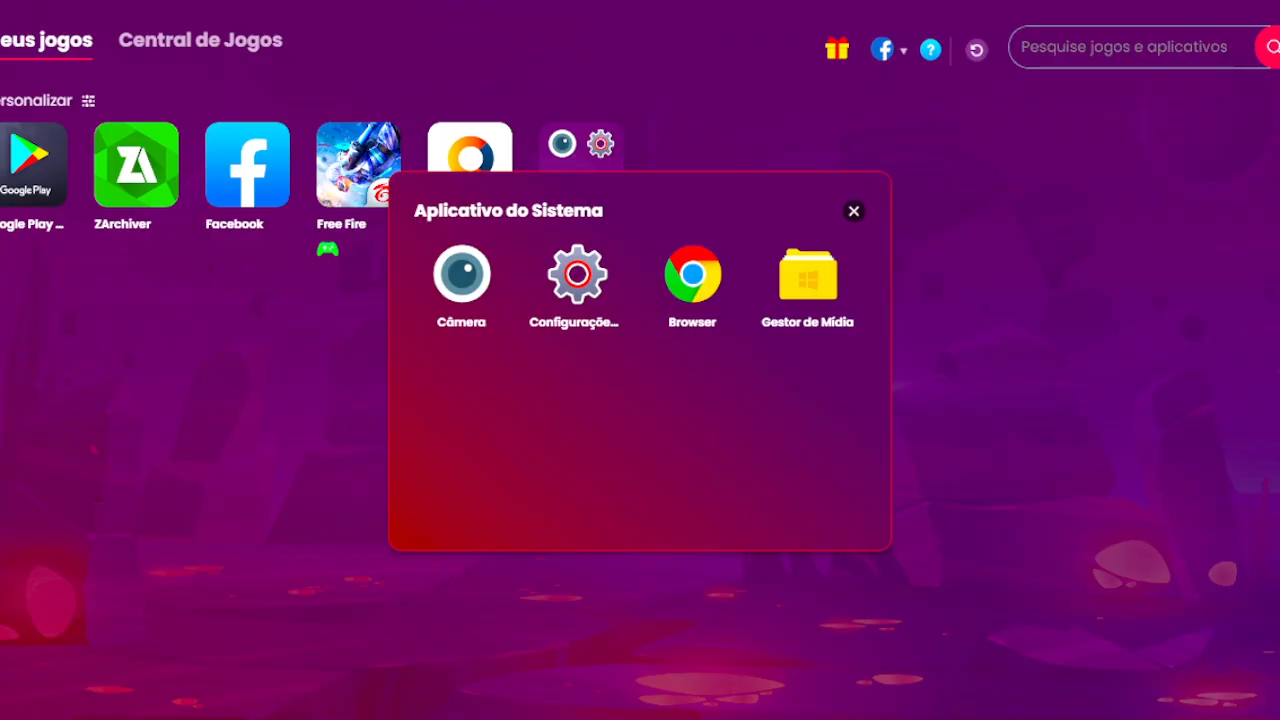 eus jogos
Central de Jogos
Pesquise jogos e aplicativos
rsonalizar
Google Play
ZA
ogle Play ...
ZArchiver
Facebook
Free Fire
Aplicativo do Sistema
Câmera
Configuraçõe...
Browser
Gestor de Mídia